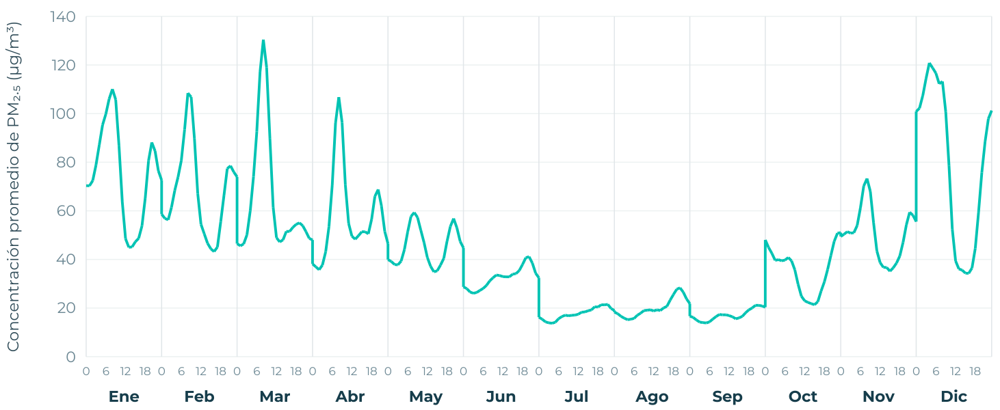 Concentración promedio de PM₂.₅ (µg/m³)
140
120
100
80
60
40
20
0
0 6 12 18 0 6 12 18 0 6 12 18 0 6 12 18 0 6 12 18 0 6 12 18 0 6 12 18 0 6 12 18 0 6 12 18 0 6 12 18 0 6 12 18 0 6 12 18
Ene Feb Mar Abr May Jun Jul Ago Sep Oct Nov Dic